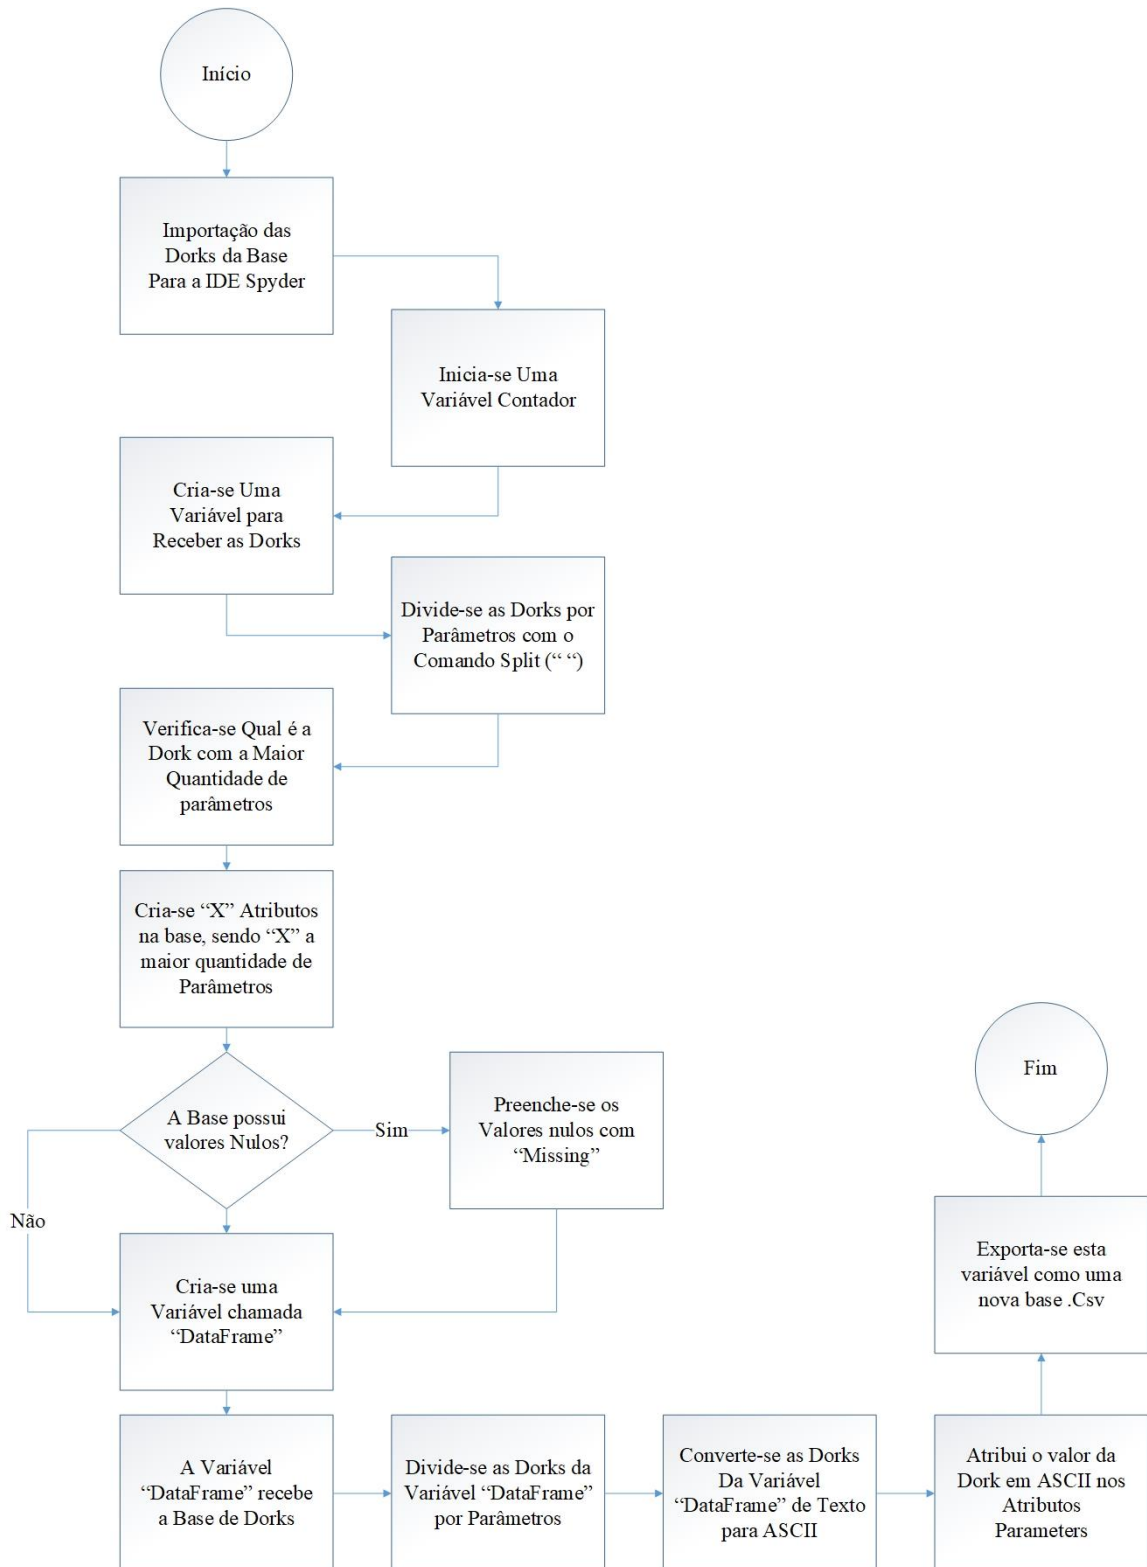 Início
Importação das
Dorks da Base
Para a IDE Spyder
Inicia-se Uma
Variável Contador
Cria-se Uma
Variável para
Receber as Dorks
Divide-se as Dorks por
Parâmetros com o
Comando Split (“ “)
Verifica-se Qual é a
Dork com a Maior
Quantidade de
parâmetros
Cria-se “X” Atributos
na base, sendo “X” a
maior quantidade de
Parâmetros
A Base possui
valores Nulos?
Sim
Preenche-se os
Valores nulos com
“Missing”
Não
Cria-se uma
Variável chamada
“DataFrame”
A Variável
“DataFrame” recebe
a Base de Dorks
Divide-se as Dorks da
Variável “DataFrame”
por Parâmetros
Converte-se as Dorks
Da Variável
“DataFrame” de Texto
para ASCII
Atribui o valor da
Dork em ASCII nos
Atributos
Parameters
Exporta-se esta
variável como uma
nova base .Csv
Fim